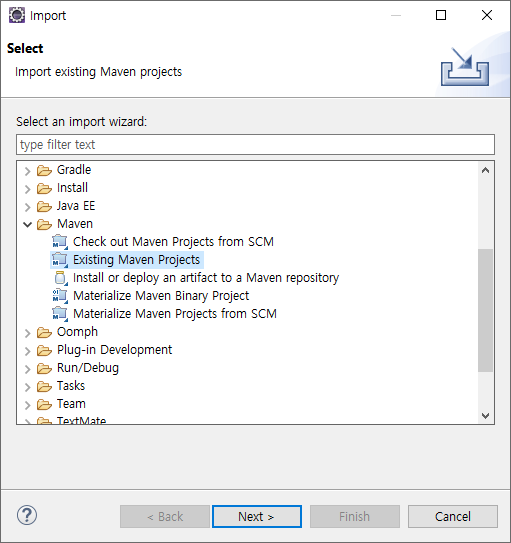 Import
Select
Import existing Maven projects
Select an import wizard:
type filter text
Gradle
Install
Java EE
Maven
Check out Maven Projects from SCM
Existing Maven Projects
Install or deploy an artifact to a Maven repository
Materialize Maven Binary Project
Materialize Maven Projects from SCM
Oomph
Plug-in Development
Run/Debug
Tasks
Team
TextMate
< Back
Next >
Finish
Cancel